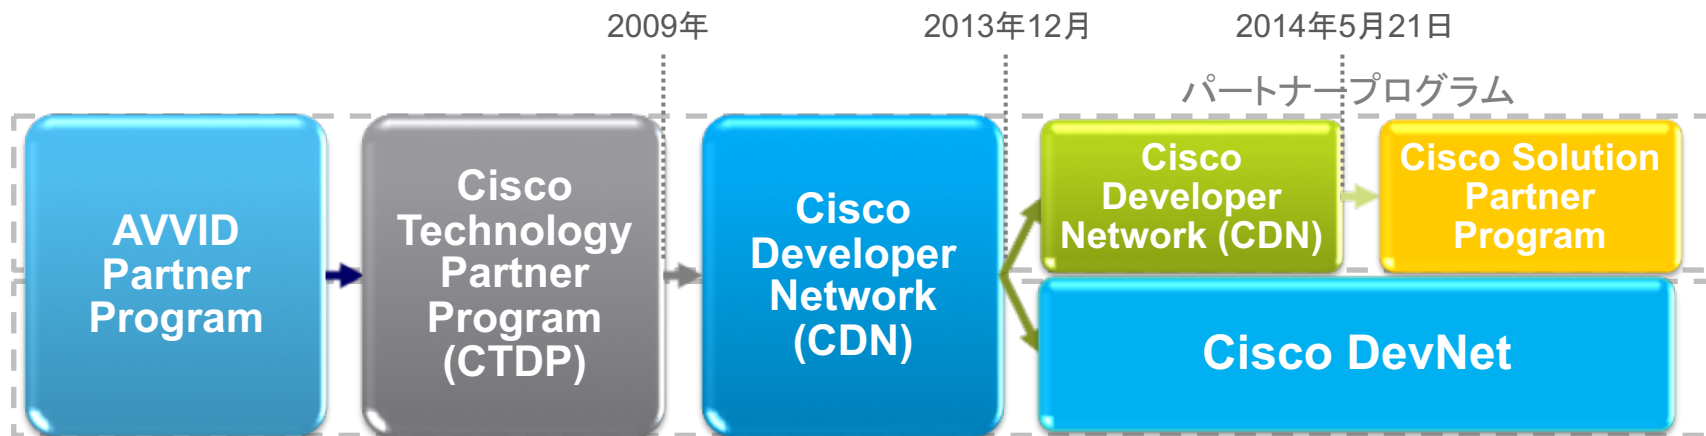 2009年
2013年12月
2014年5月21日
パートナープログラム
AVVID
Partner
Program
Cisco
Technology
Partner
Program
(CTDP)
Cisco
Developer
Network
(CDN)
Cisco
Developer
Network (CDN)
Cisco Solution
Partner
Program
Cisco DevNet